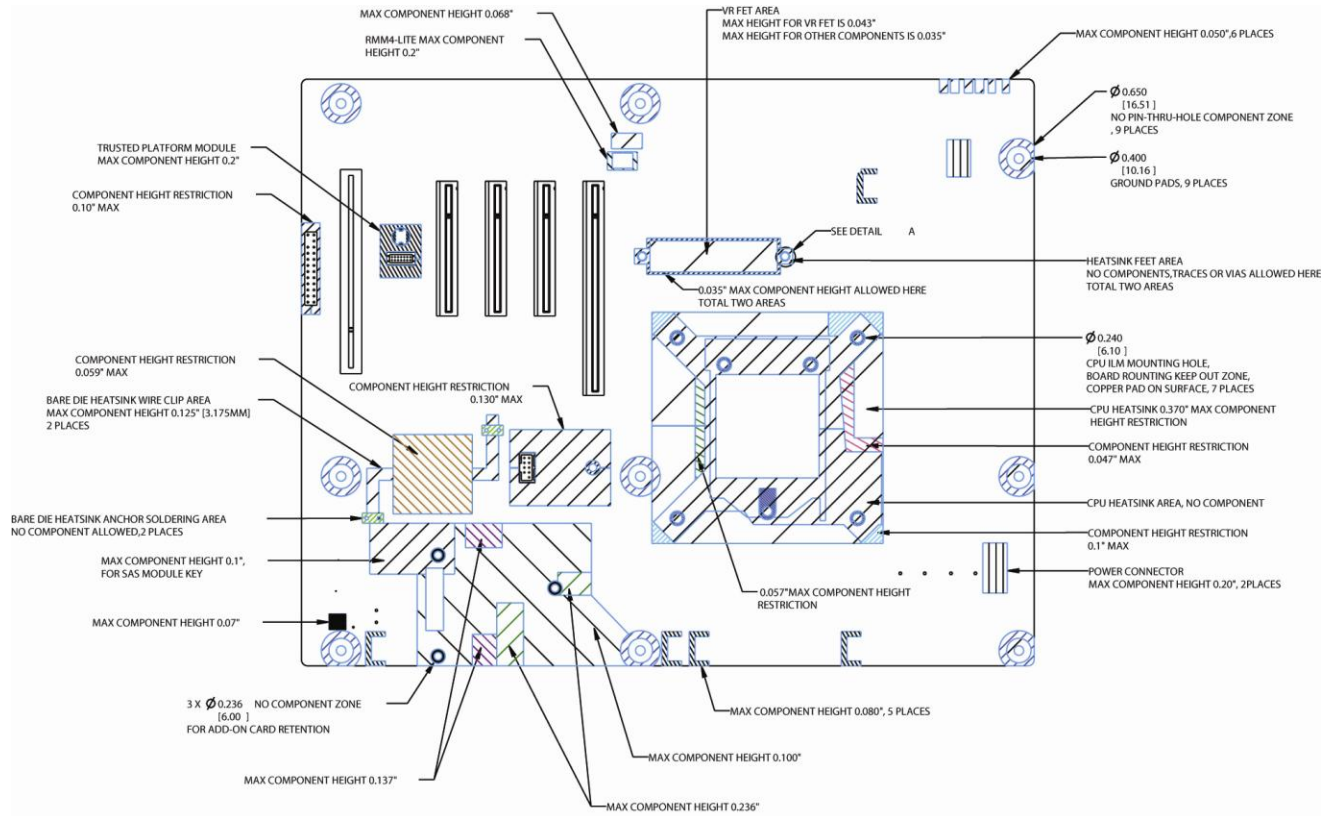 MAX COMPONENT HEIGHT
0.068"
RMM4-LITE MAX COMPONENT
HEIGHT 0.2"
VR FET AREA
MAX HEIGHT FOR VR FET IS 0.043"
MAX HEIGHT FOR OTHER COMPONENTS IS 0.035"
MAX COMPONENT HEIGHT 0.050",6 PLACES
Ø 0.650
[16.51 ]
NO PIN-THRU-HOLE COMPONENT ZONE
, 9 PLACES
Ø 0.400
[10.16 ]
GROUND PADS, 9 PLACES
TRUSTED PLATFORM MODULE
MAX COMPONENT HEIGHT 0.2"
COMPONENT HEIGHT RESTRICTION
0.10" MAX
SEE DETAIL A
HEATSINK FEET AREA
NO COMPONENTS,TRACES OR VIAS ALLOWED HERE
TOTAL TWO AREAS
0.035" MAX COMPONENT HEIGHT ALLOWED HERE
TOTAL TWO AREAS
Ø 0.240
[6.10 ]
CPU ILM MOUNTING HOLE,
BOARD ROUNTING KEEP OUT ZONE,
COPPER PAD ON SURFACE, 7 PLACES
COMPONENT HEIGHT RESTRICTION
0.059" MAX
COMPONENT HEIGHT RESTRICTION
0.130" MAX
BARE DIE HEATSINK WIRE CLIP AREA
MAX COMPONENT HEIGHT 0.125" [3.175MM]
2 PLACES
CPU HEATSINK 0.370" MAX COMPONENT
HEIGHT RESTRICTION
COMPONENT HEIGHT RESTRICTION
0.047" MAX
CPU HEATSINK AREA, NO COMPONENT
BARE DIE HEATSINK ANCHOR SOLDERING AREA
NO COMPONENT ALLOWED,2 PLACES
COMPONENT HEIGHT RESTRICTION
0.1" MAX
MAX COMPONENT HEIGHT 0.1",
FOR SAS MODULE KEY
POWER CONNECTOR
MAX COMPONENT HEIGHT 0.20", 2PLACES
0.057"MAX COMPONENT HEIGHT
RESTRICTION
MAX COMPONENT HEIGHT 0.07"
3 X Ø 0.236 NO COMPONENT ZONE
[6.00 ]
FOR ADD-ON CARD RETENTION
MAX COMPONENT HEIGHT 0.080", 5 PLACES
MAX COMPONENT HEIGHT 0.100"
MAX COMPONENT HEIGHT 0.137"
MAX COMPONENT HEIGHT 0.236"